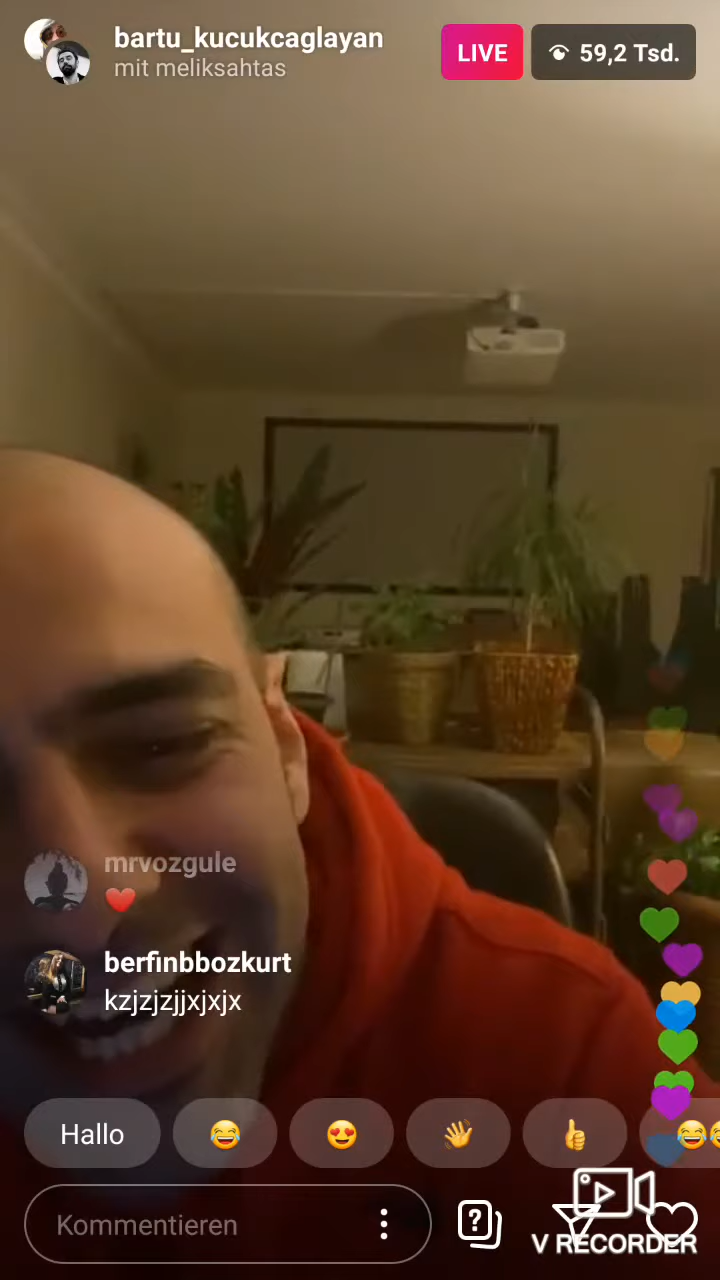 bartu_kucukcaglayan
mit meliksahtas
LIVE
59,2 Tsd.
mrvozgule
berfinbbozkurt
kzjzjzjjxjxjx
Hallo
Kommentieren
V RECORDER